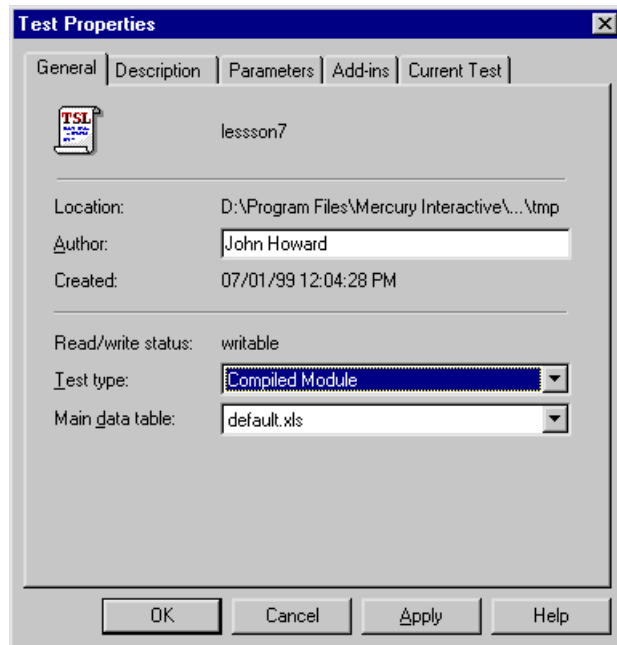 Test Properties
General Description Parameters Add-ins Current Test
TSL
lessson7
Location: D:\Program Files\Mercury Interactive\...\tmp
Author: John Howard
Created: 07/01/99 12:04:28 PM
Read/write status: writable
Test type: Compiled Module
Main data table: default.xls
OK Cancel Apply Help